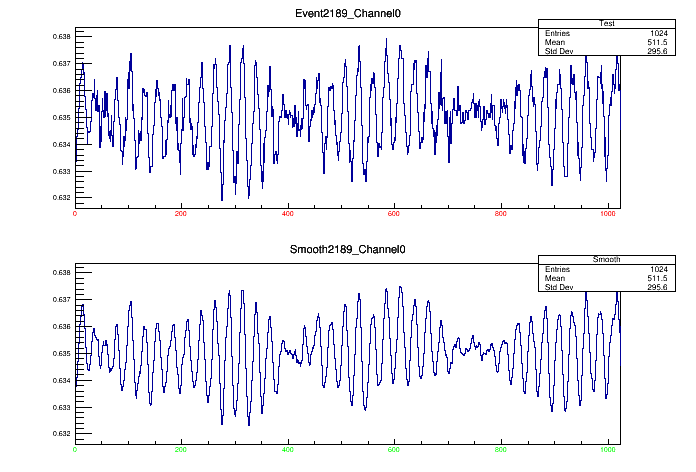 Event2189_Channel0
Test
Entries 1024
Mean 511.5
Std Dev 295.6
0.638
0.637
0.636
0.635
0.634
0.633
0.632
0 200 400 600 800 1000
Smooth2189_Channel0
Smooth
Entries 1024
Mean 511.5
Std Dev 295.6
0.638
0.637
0.636
0.635
0.634
0.633
0.632
0 200 400 600 800 1000